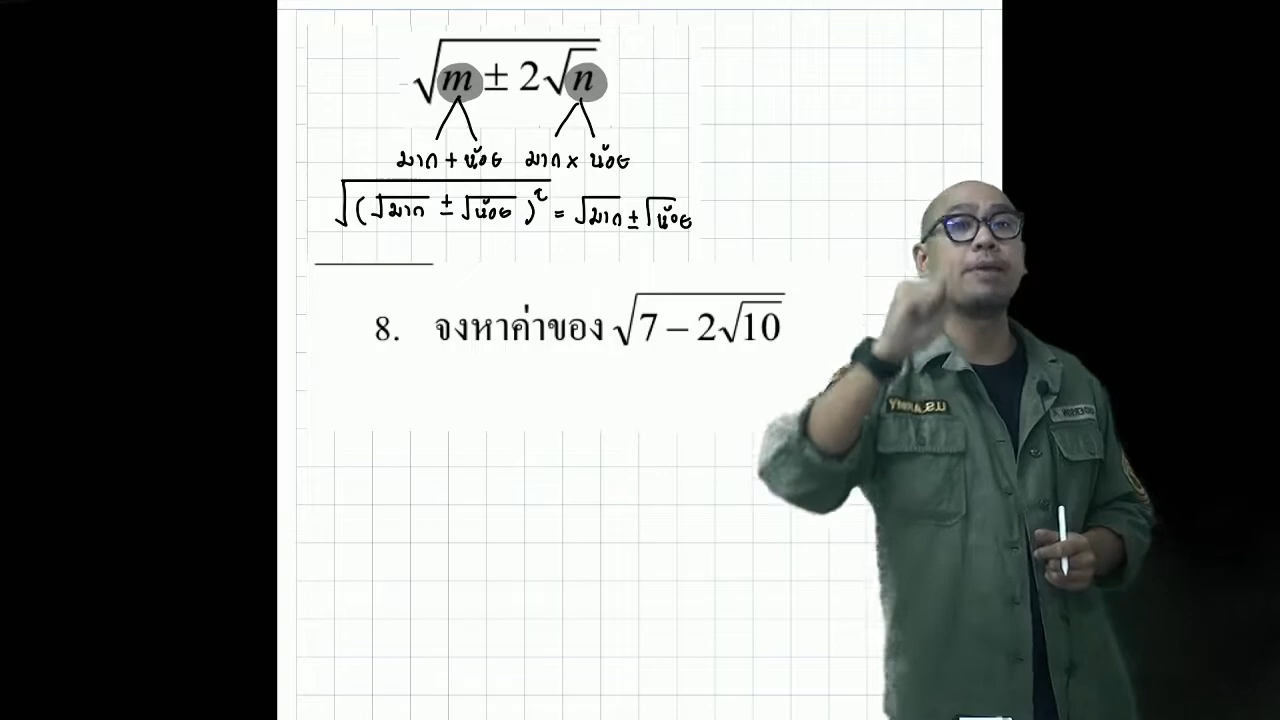 √(m ± 2√n)
มาก + น้อย มาก × น้อย
√((√มาก ± √น้อย)²) = √มาก ± √น้อย
8. จงหาค่าของ √(7 − 2√10)
U.S. ARMY